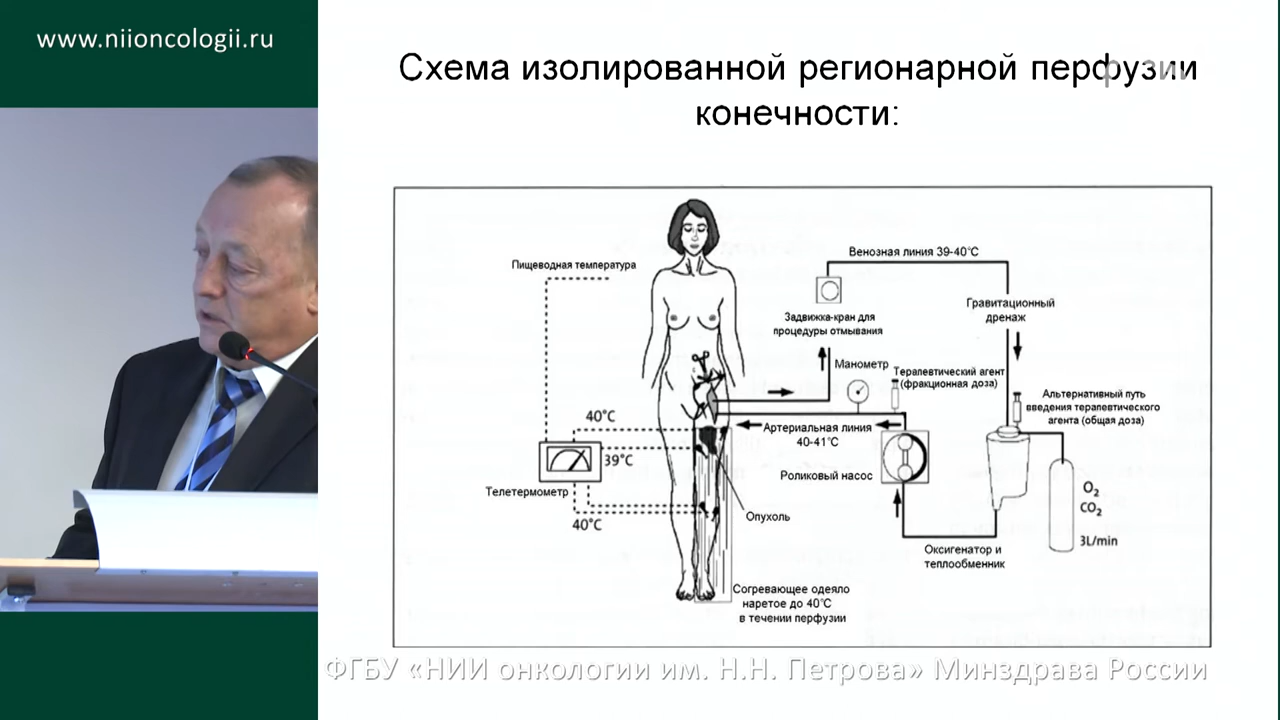 www.niioncologii.ru
Схема изолированной регионарной перфузии
конечности:
Пищеводная температура
Венозная линия 39-40°C
Гравитационный
дренаж
Задвижка-кран для
процедуры отмывания
Манометр
Терапевтический агент
(фракционная доза)
Альтернативный путь
введения терапевтического
агента (общая доза)
40°C
Артериальная линия
40-41°C
39°C
Роликовый насос
Телетермометр
Опухоль
40°C
O₂
CO₂
3L/min
Оксигенатор и
теплообменник
Согревающее одеяло
наретое до 40°C
в течении перфузии
ФГБУ «НИИ онкологии им. Н.Н. Петрова» Минздрава России